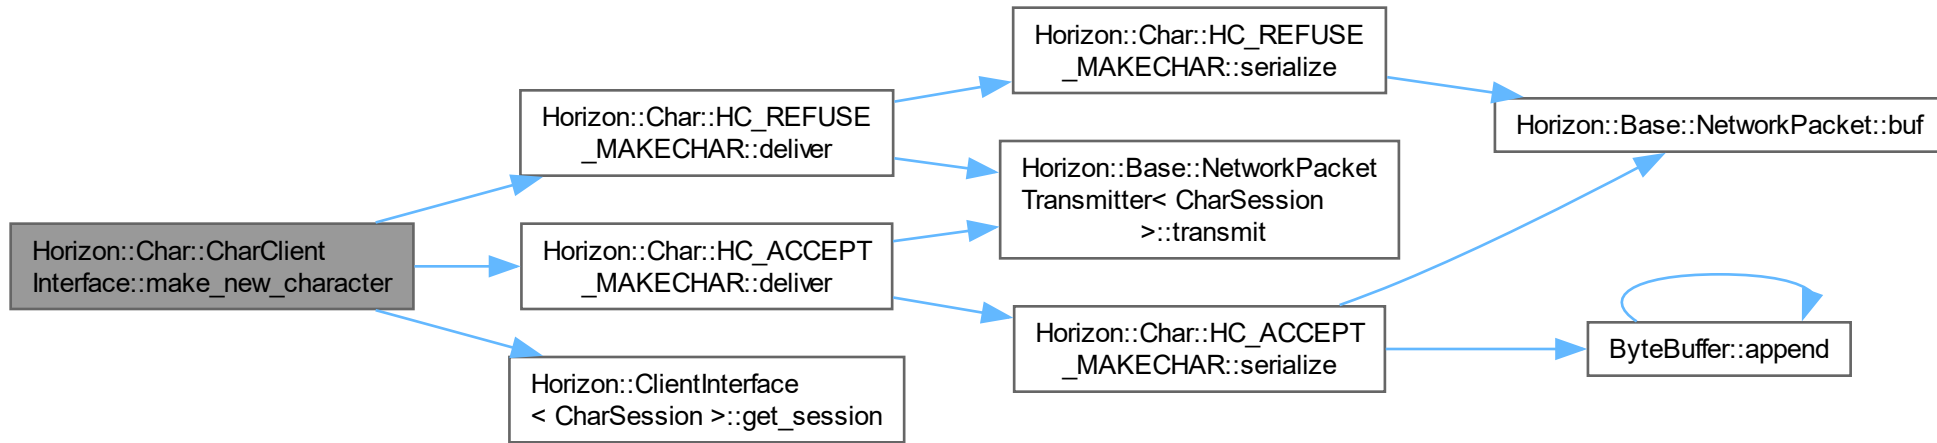 Horizon::Char::CharClient
Interface::make_new_character
Horizon::Char::HC_REFUSE
_MAKECHAR::deliver
Horizon::Char::HC_ACCEPT
_MAKECHAR::deliver
Horizon::ClientInterface
< CharSession >::get_session
Horizon::Char::HC_REFUSE
_MAKECHAR::serialize
Horizon::Base::NetworkPacket
Transmitter< CharSession
>::transmit
Horizon::Char::HC_ACCEPT
_MAKECHAR::serialize
Horizon::Base::NetworkPacket::buf
ByteBuffer::append